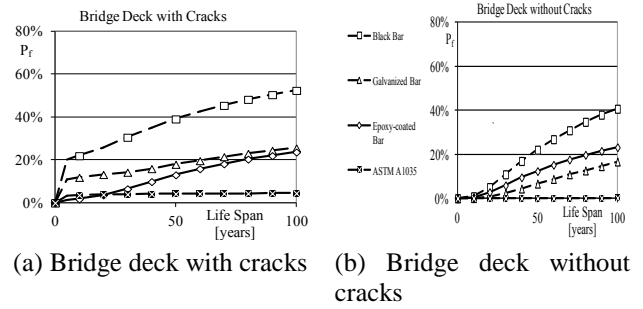 Bridge Deck with Cracks
80%
Pf
60%
40%
20%
0%
0
50
100
Life Span
[years]
(a) Bridge deck with cracks
Black Bar
Galvanized Bar
Epoxy-coated
Bar
ASTM A1035
Bridge Deck without Cracks
80%
Pf
60%
40%
20%
0%
0
50
100
Life Span
[years]
(b) Bridge deck without
cracks